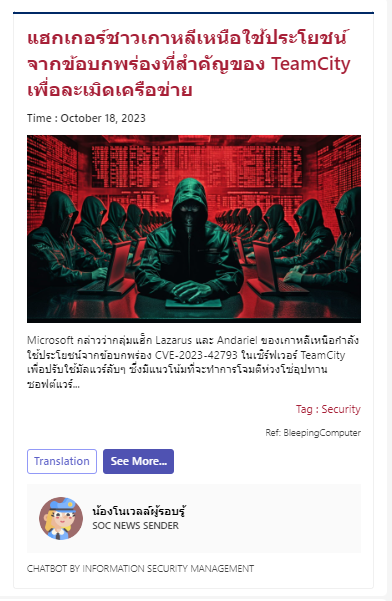 แฮกเกอร์ชาวเกาหลีเหนือใช้ประโยชน์
จากข้อบกพร่องที่สำคัญของ TeamCity
เพื่อละเมิดเครือข่าย
Time : October 18, 2023
Microsoft กล่าวว่ากลุ่มแฮ็ก Lazarus และ Andariel ของเกาหลีเหนือกำลัง
ใช้ประโยชน์จากข้อบกพร่อง CVE-2023-42793 ในเซิร์ฟเวอร์ TeamCity
เพื่อปรับใช้มัลแวร์ลับๆ ซึ่งมีแนวโน้มที่จะทำการโจมตีห่วงโซ่อุปทาน
ซอฟต์แวร์...
Tag : Security
Ref: BleepingComputer
Translation
See More...
น้องโนเวลล์ผู้รอบรู้
SOC NEWS SENDER
CHATBOT BY INFORMATION SECURITY MANAGEMENT